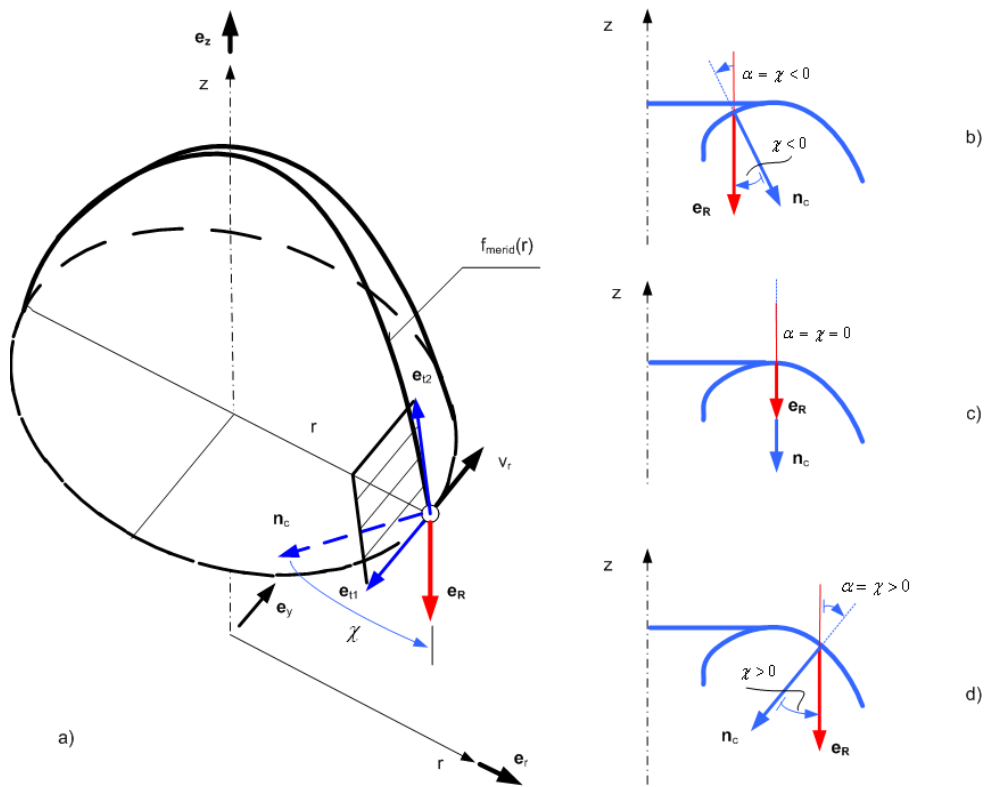 e_z
z
f_merid(r)
e_t2
r
v_r
n_c
e_t1
e_R
e_y
χ
a)
r
e_r
z
α = χ < 0
b)
χ < 0
e_R
n_c
z
α = χ = 0
c)
e_R
n_c
z
α = χ > 0
χ > 0
d)
n_c
e_R